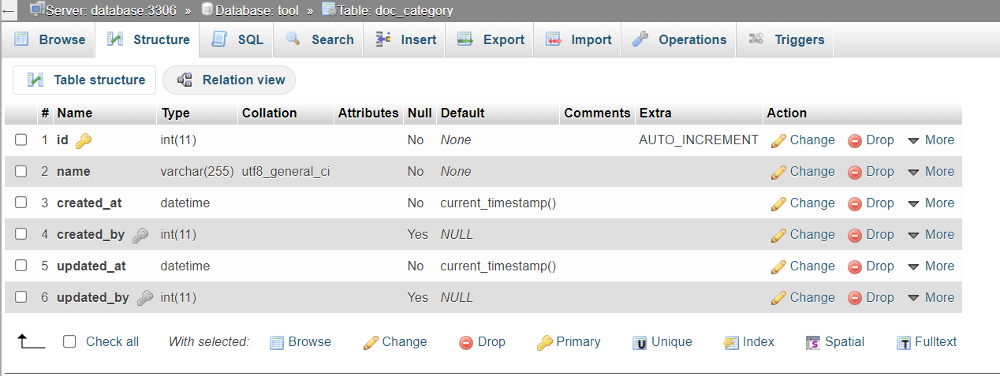 Server: database:3306 » Database: tool » Table: doc_category
Browse Structure SQL Search Insert Export Import Operations Triggers
Table structure Relation view
# Name Type Collation Attributes Null Default Comments Extra Action
1 id int(11) No None AUTO_INCREMENT Change Drop More
2 name varchar(255) utf8_general_ci No None Change Drop More
3 created_at datetime No current_timestamp() Change Drop More
4 created_by int(11) Yes NULL Change Drop More
5 updated_at datetime No current_timestamp() Change Drop More
6 updated_by int(11) Yes NULL Change Drop More
Check all With selected: Browse Change Drop Primary U Unique Index S Spatial T Fulltext